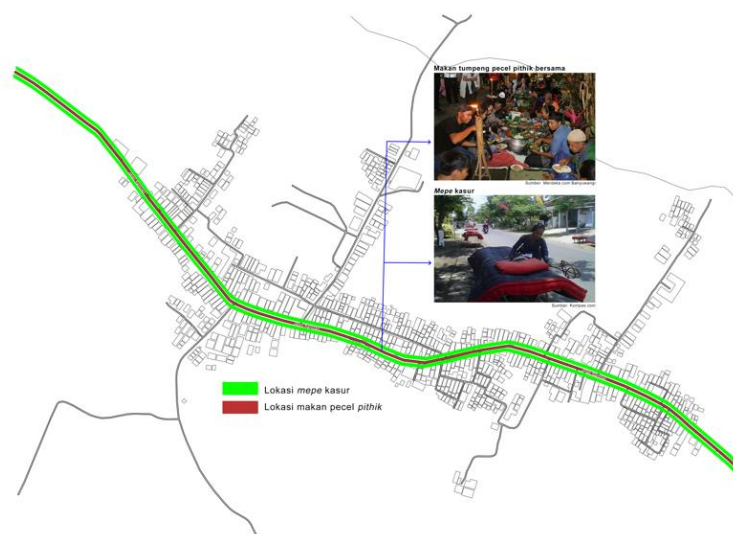 Makan tumpeng pecel pithik bersama
Sumber: Merdeka.com Banyuwangi
Mepe kasur
Sumber: Kompas.com
Lokasi mepe kasur
Lokasi makan pecel pithik